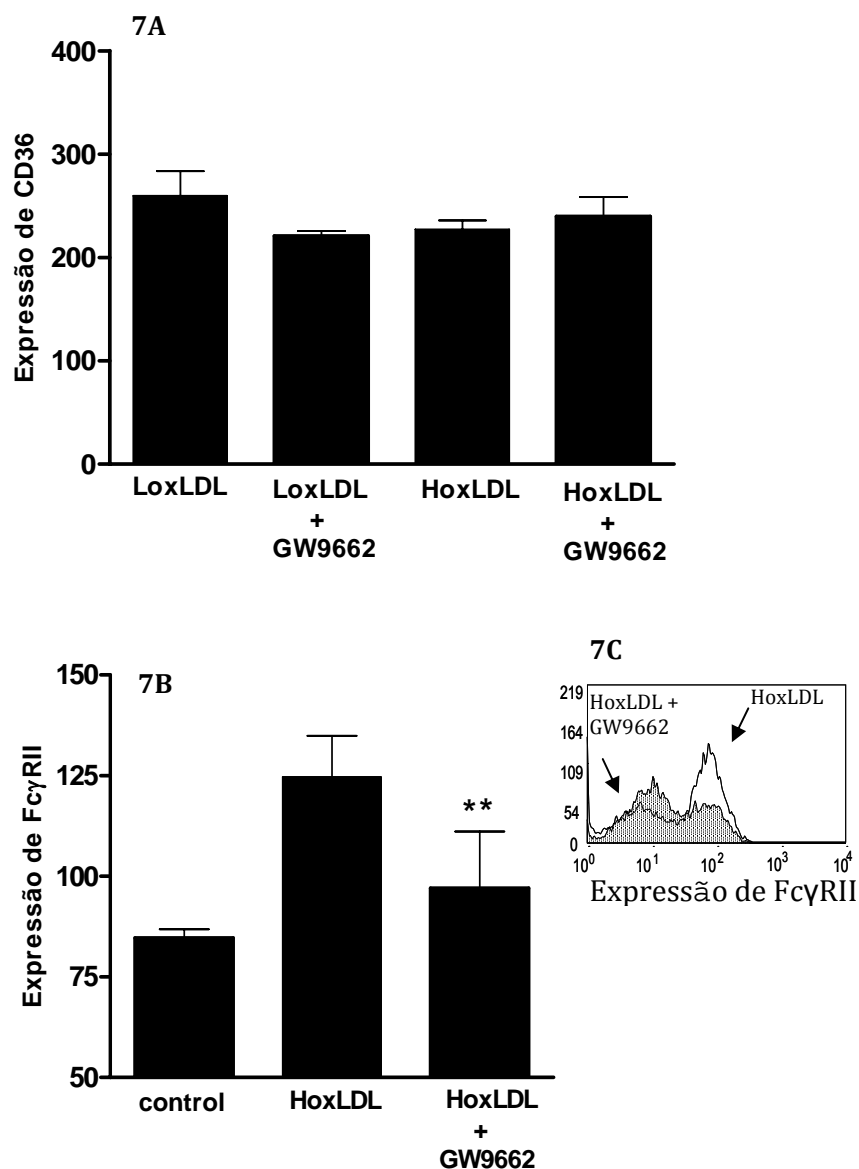 7A
400
300
200
100
0
Expressão de CD36
LoxLDL
LoxLDL
+
GW9662
HoxLDL
HoxLDL
+
GW9662
7B
150
125
100
75
50
Expressão de FcγRII
**
control
HoxLDL
HoxLDL
+
GW9662
7C
219
164
109
54
0
HoxLDL +
GW9662
HoxLDL
10⁰
10¹
10²
10³
10⁴
Expressão de FcγRII